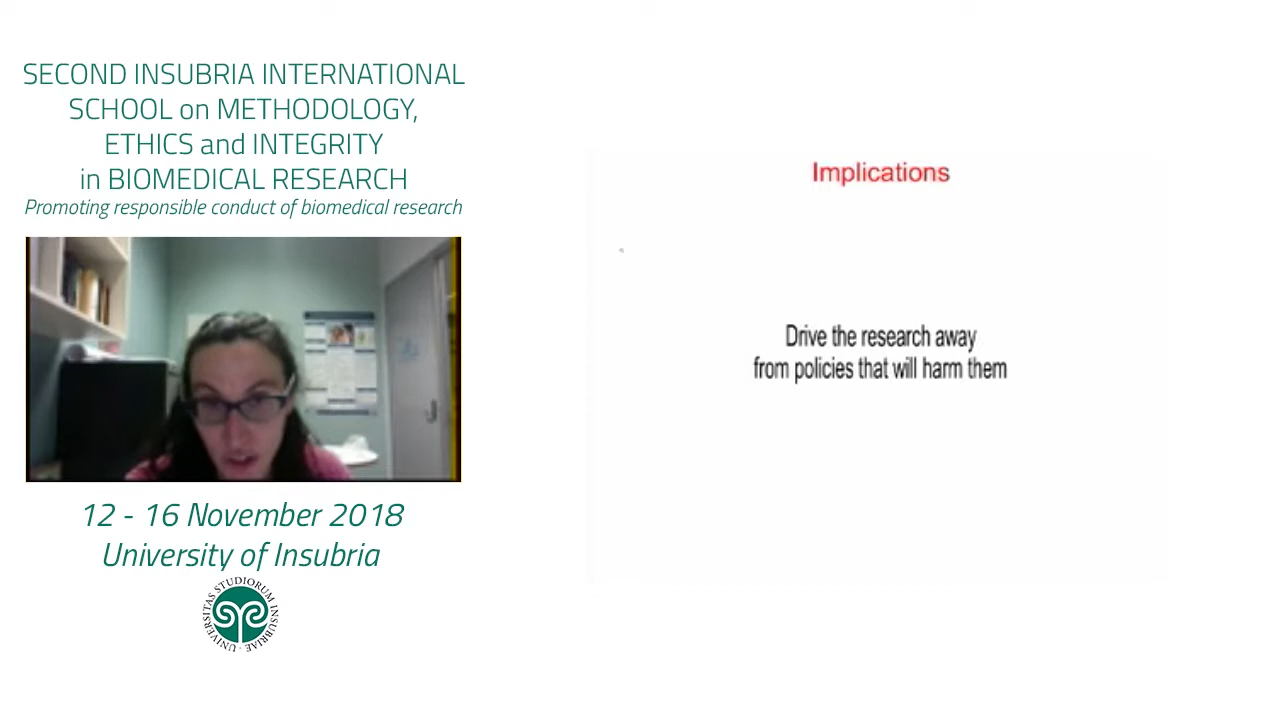 SECOND INSUBRIA INTERNATIONAL
SCHOOL on METHODOLOGY,
ETHICS and INTEGRITY
in BIOMEDICAL RESEARCH
Promoting responsible conduct of biomedical research
12 - 16 November 2018
University of Insubria
UNIVERSITAS STUDIORUM INSUBRIAE
Implications
Drive the research away
from policies that will harm them